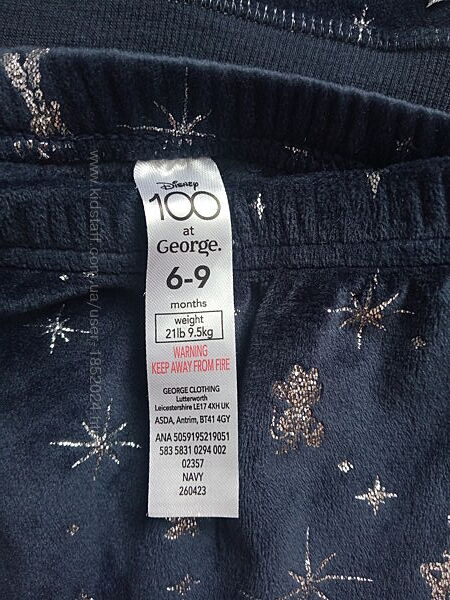 Disney
100
at
George.
6-9
months
weight
21lb 9.5kg
WARNING
KEEP AWAY FROM FIRE
GEORGE CLOTHING
Lutterworth
Leicestershire LE17 4XH UK
ASDA, Antrim, BT41 4GY
ANA 5059195219051
583 5831 0294 002
02357
NAVY
260423